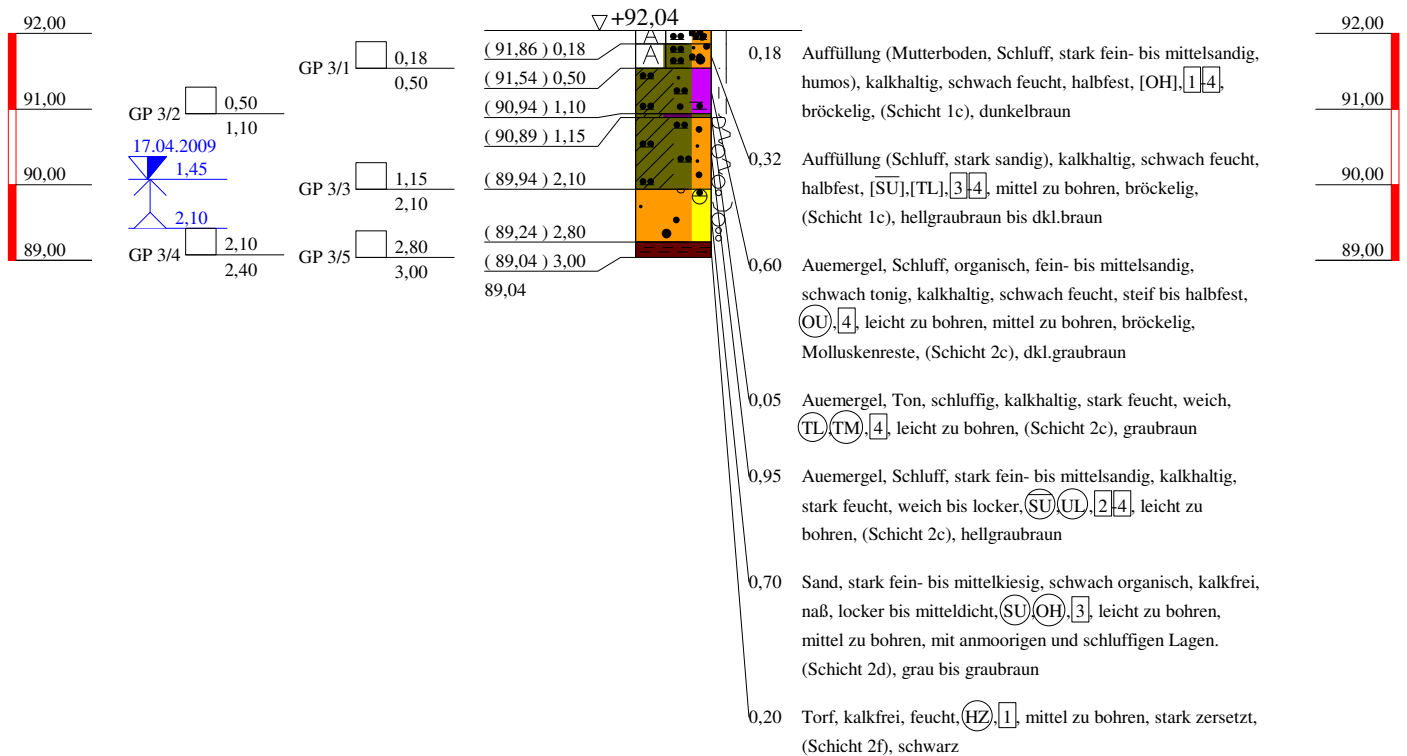 +92,04
92,00
91,00
90,00
89,00
GP 3/1 0,18
0,50
GP 3/2 0,50
1,10
17.04.2009
1,45
2,10
GP 3/3 1,15
2,10
GP 3/4 2,10
2,40
GP 3/5 2,80
3,00
( 91,86 ) 0,18
( 91,54 ) 0,50
( 90,94 ) 1,10
( 90,89 ) 1,15
( 89,94 ) 2,10
( 89,24 ) 2,80
( 89,04 ) 3,00
89,04
A
A
0,18 Auffüllung (Mutterboden, Schluff, stark fein- bis mittelsandig,
humos), kalkhaltig, schwach feucht, halbfest, [OH], 1-4,
bröckelig, (Schicht 1c), dunkelbraun
0,32 Auffüllung (Schluff, stark sandig), kalkhaltig, schwach feucht,
halbfest, [S̅U̅],[TL], 3-4, mittel zu bohren, bröckelig,
(Schicht 1c), hellgraubraun bis dkl.braun
0,60 Auemergel, Schluff, organisch, fein- bis mittelsandig,
schwach tonig, kalkhaltig, schwach feucht, steif bis halbfest,
OU, 4, leicht zu bohren, mittel zu bohren, bröckelig,
Molluskenreste, (Schicht 2c), dkl.graubraun
0,05 Auemergel, Ton, schluffig, kalkhaltig, stark feucht, weich,
TL, TM, 4, leicht zu bohren, (Schicht 2c), graubraun
0,95 Auemergel, Schluff, stark fein- bis mittelsandig, kalkhaltig,
stark feucht, weich bis locker, S̅U̅, UL, 2-4, leicht zu
bohren, (Schicht 2c), hellgraubraun
0,70 Sand, stark fein- bis mittelkiesig, schwach organisch, kalkfrei,
naß, locker bis mitteldicht, SU, OH, 3, leicht zu bohren,
mittel zu bohren, mit anmoorigen und schluffigen Lagen.
(Schicht 2d), grau bis graubraun
0,20 Torf, kalkfrei, feucht, HZ, 1, mittel zu bohren, stark zersetzt,
(Schicht 2f), schwarz
92,00
91,00
90,00
89,00